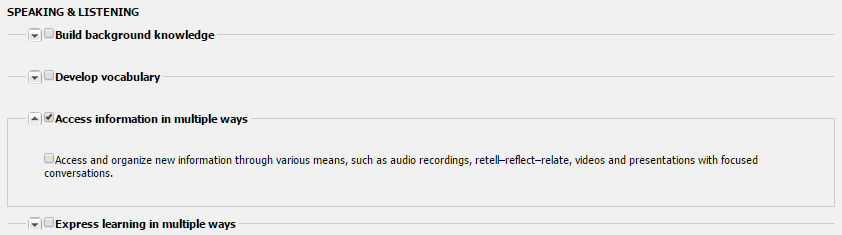 SPEAKING & LISTENING
Build background knowledge
Develop vocabulary
Access information in multiple ways
Access and organize new information through various means, such as audio recordings, retell–reflect–relate, videos and presentations with focused
conversations.
Express learning in multiple ways